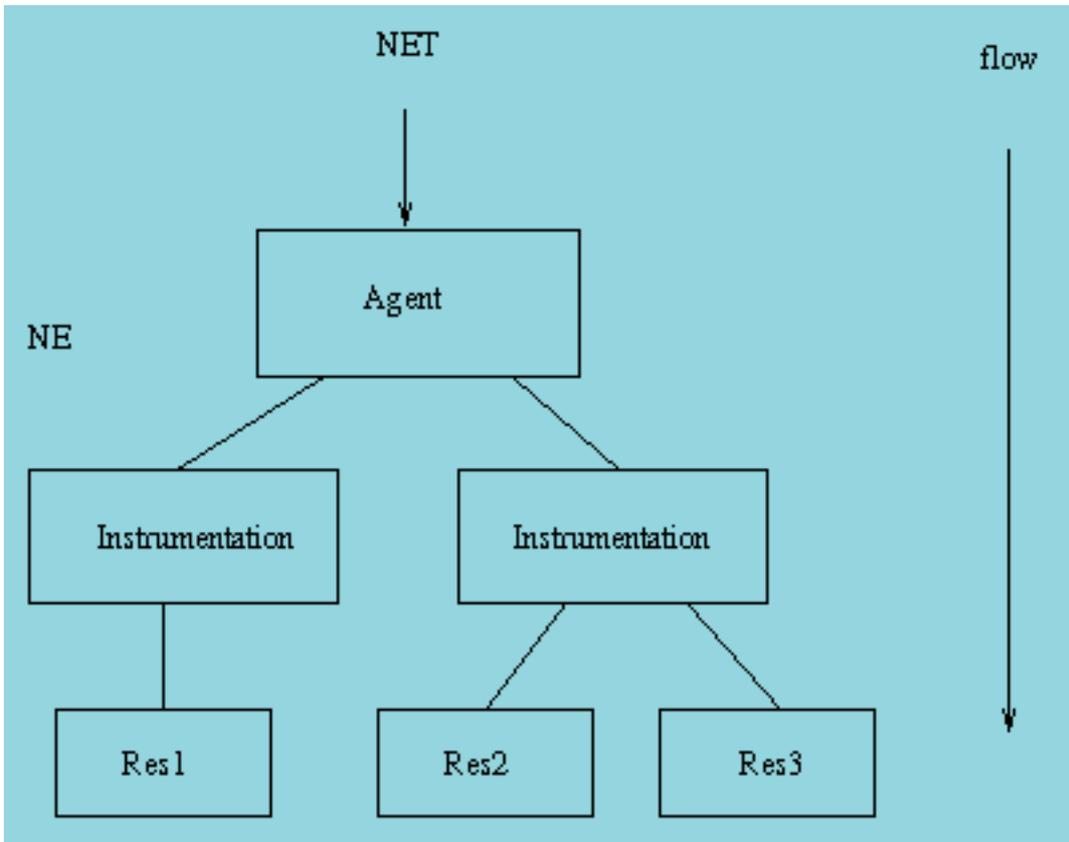 NET
flow
Agent
NE
Instrumentation
Instrumentation
Res1
Res2
Res3